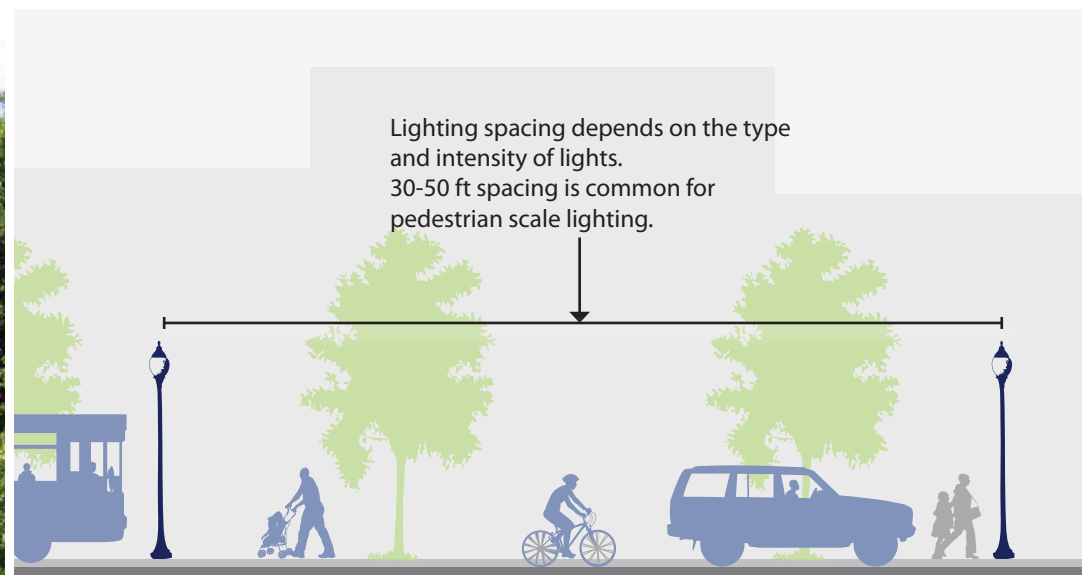 Lighting spacing depends on the type
and intensity of lights.
30-50 ft spacing is common for
pedestrian scale lighting.